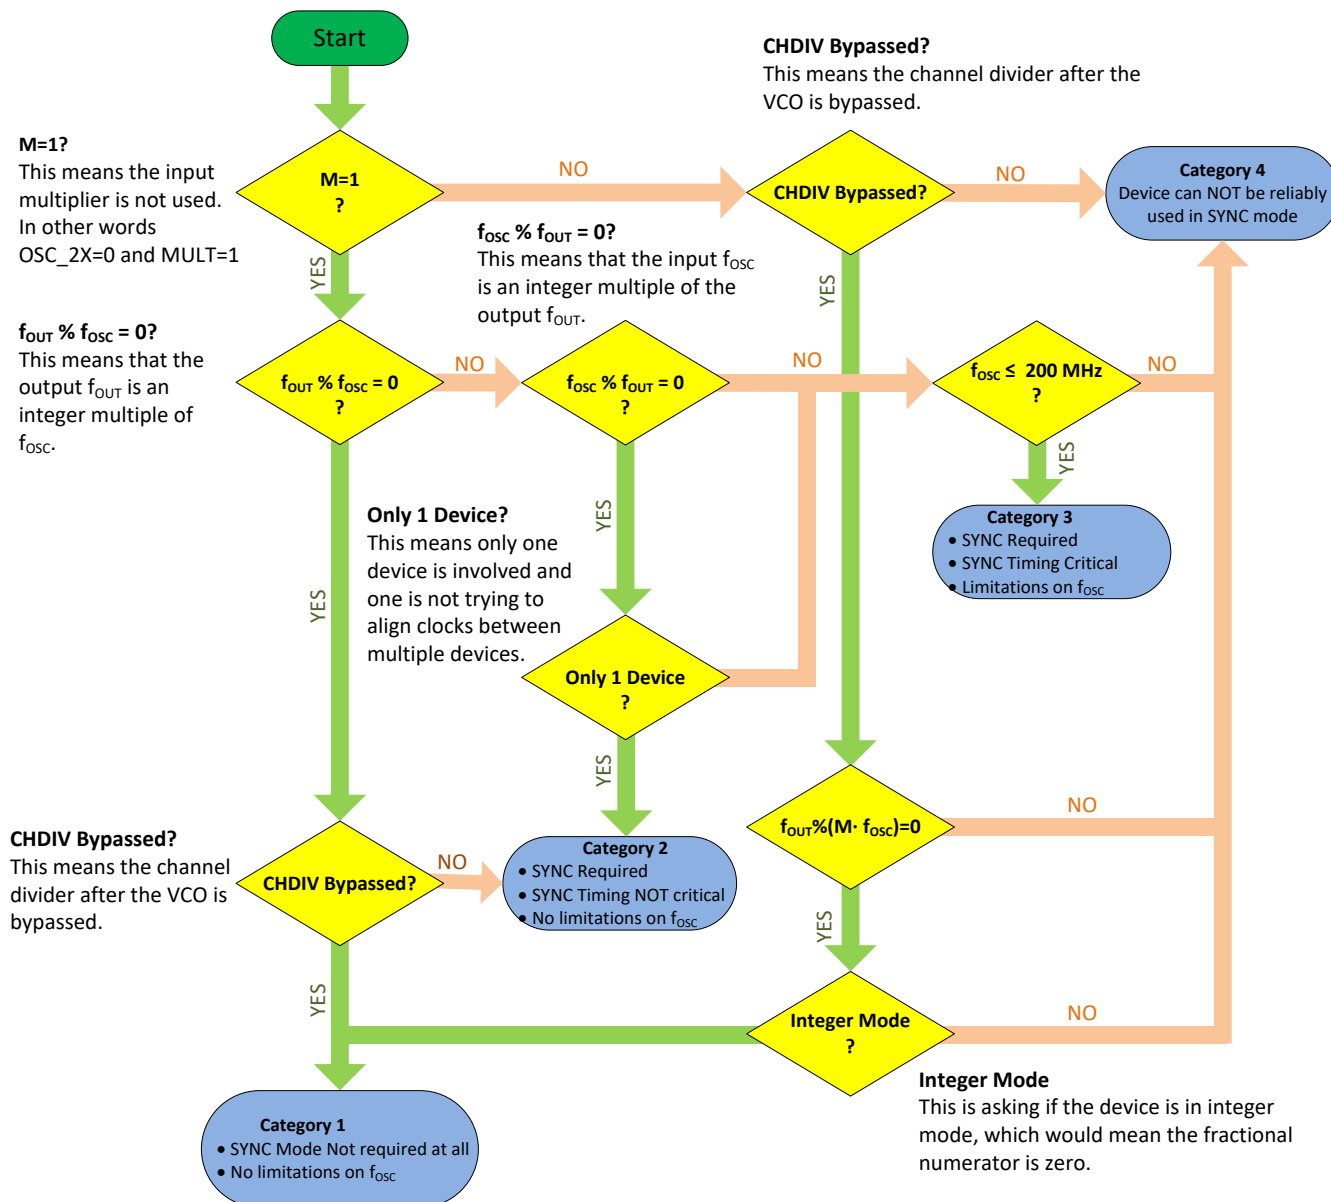 Start
CHDIV Bypassed?
This means the channel divider after the
VCO is bypassed.
M=1?
This means the input
multiplier is not used.
In other words
OSC_2X=0 and MULT=1
M=1
?
NO
CHDIV Bypassed?
NO
Category 4
Device can NOT be reliably
used in SYNC mode
YES
fOSC % fOUT = 0?
This means that the input fOSC
is an integer multiple of the
output fOUT.
YES
fOUT % fOSC = 0?
This means that the
output fOUT is an
integer multiple of
fOSC.
fOUT % fOSC = 0
?
NO
fOSC % fOUT = 0
?
NO
fOSC ≤ 200 MHz
?
NO
YES
Category 3
• SYNC Required
• SYNC Timing Critical
• Limitations on fOSC
YES
Only 1 Device?
This means only one
device is involved and
one is not trying to
align clocks between
multiple devices.
YES
Only 1 Device
?
YES
fOUT%(M· fOSC)=0
NO
CHDIV Bypassed?
This means the channel
divider after the VCO is
bypassed.
CHDIV Bypassed?
NO
Category 2
• SYNC Required
• SYNC Timing NOT critical
• No limitations on fOSC
YES
YES
Integer Mode
?
NO
Integer Mode
This is asking if the device is in integer
mode, which would mean the fractional
numerator is zero.
Category 1
• SYNC Mode Not required at all
• No limitations on fOSC